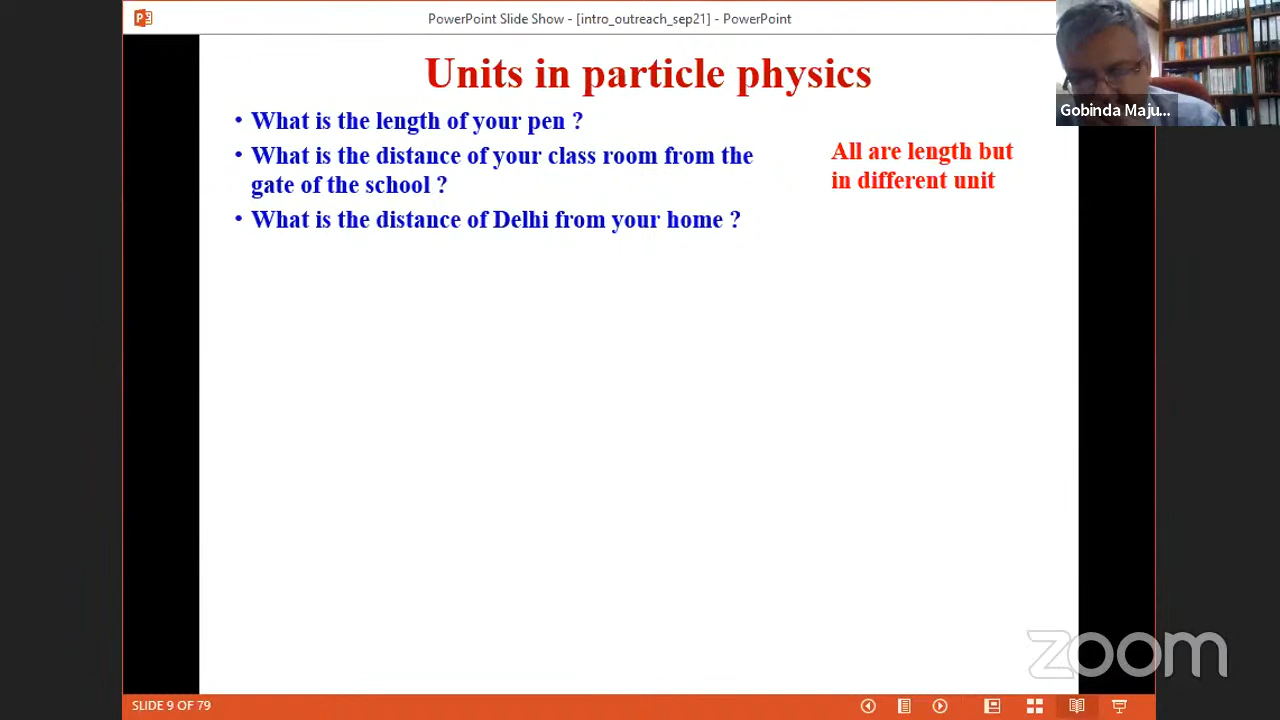 PowerPoint Slide Show - [intro_outreach_sep21] - PowerPoint
Units in particle physics
• What is the length of your pen ?
• What is the distance of your class room from the
gate of the school ?
• What is the distance of Delhi from your home ?
All are length but
in different unit
Gobinda Maju...
zoom
SLIDE 9 OF 79